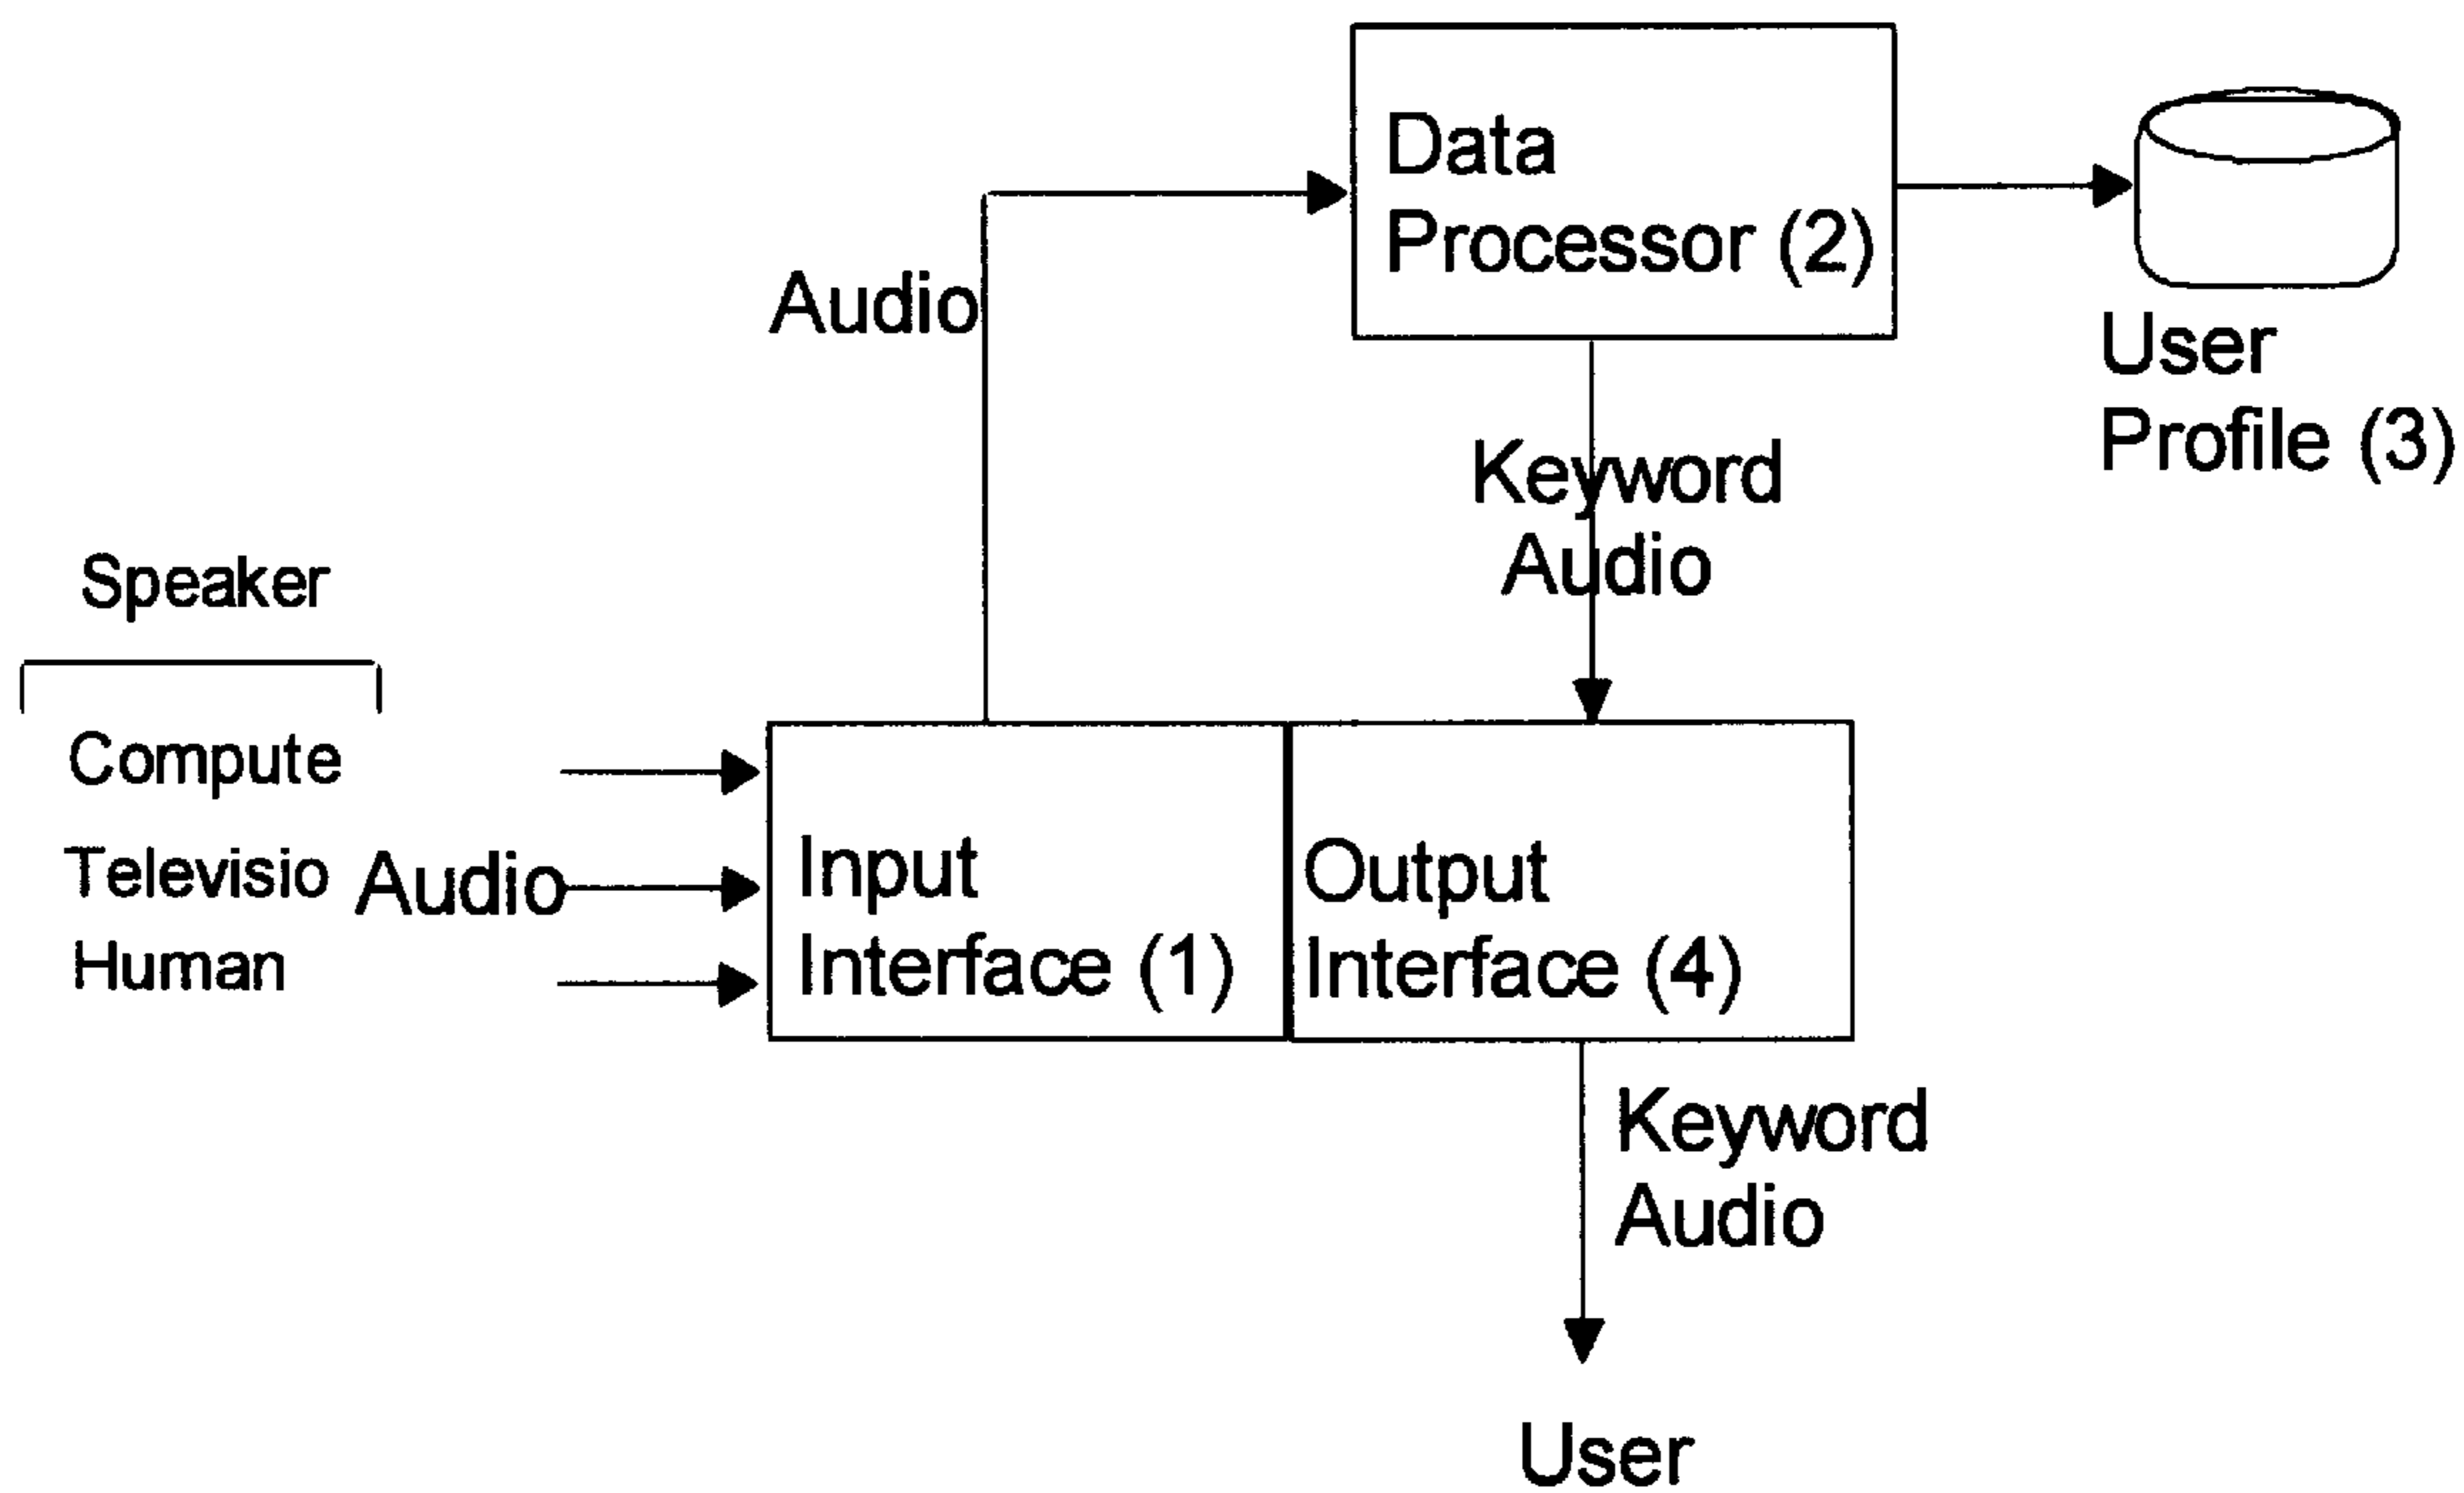 Data
Processor (2)
Audio
User
Profile (3)
Keyword
Audio
Speaker
Compute
Televisio
Human
Audio
Input
Interface (1)
Output
Interface (4)
Keyword
Audio
User